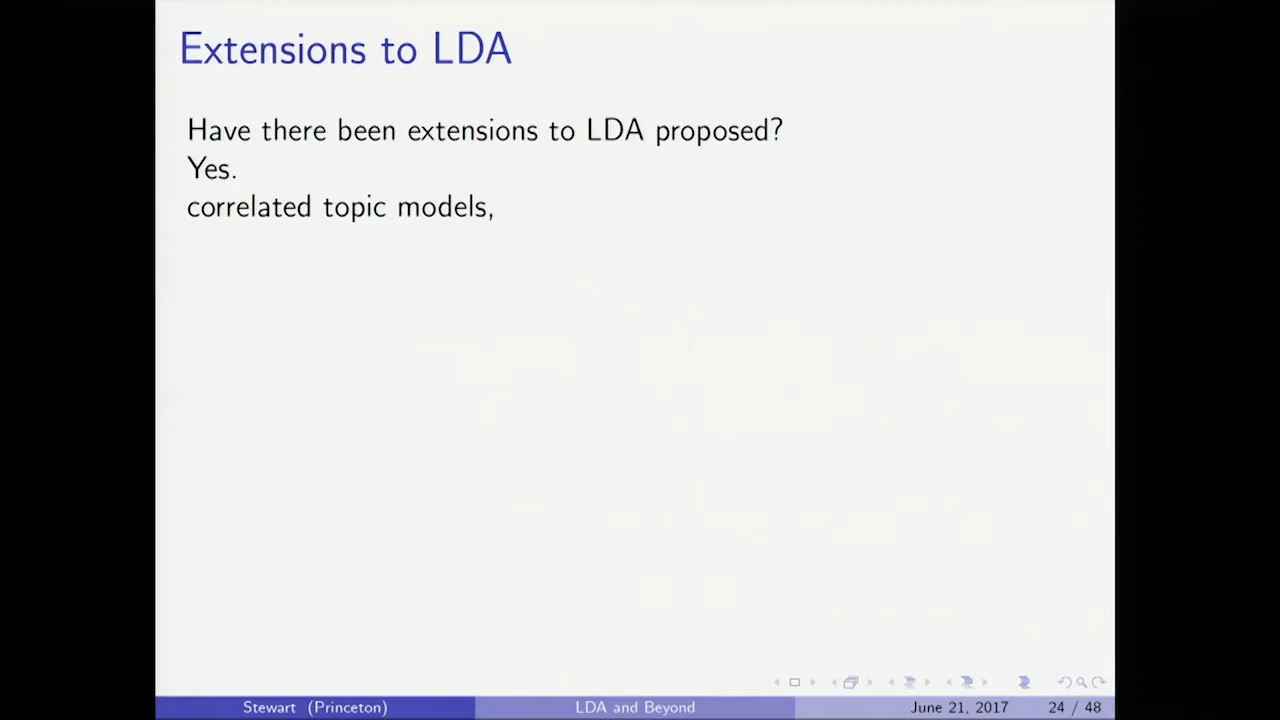 Extensions to LDA
Have there been extensions to LDA proposed?
Yes.
correlated topic models,
Stewart (Princeton)
LDA and Beyond
June 21, 2017
24 / 48